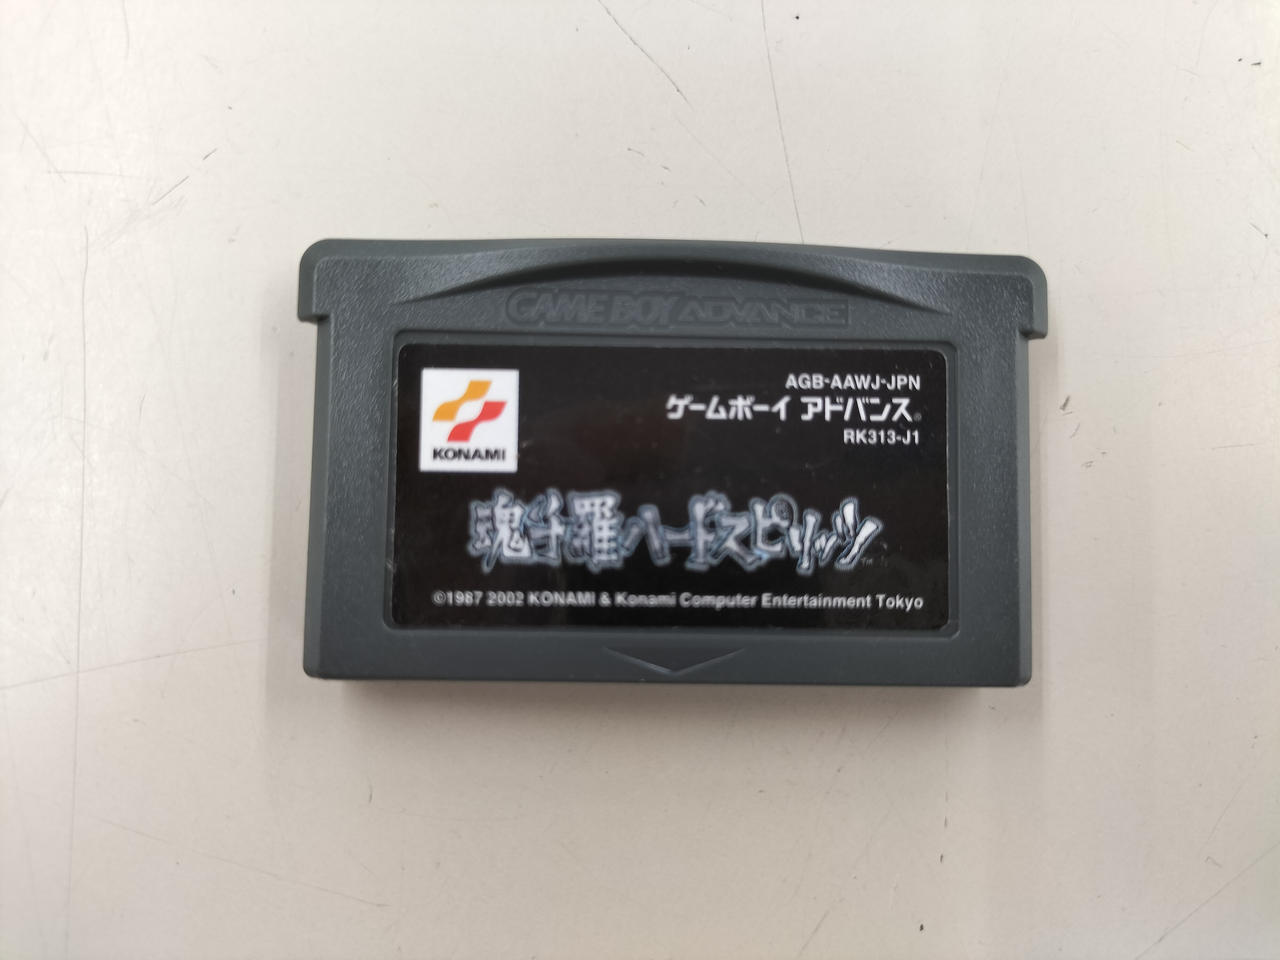 GAME BOY ADVANCE
KONAMI
AGB-AAWJ-JPN
ゲームボーイ アドバンス®
RK313-J1
魂斗羅ハードスピリッツ™
©1987 2002 KONAMI & Konami Computer Entertainment Tokyo